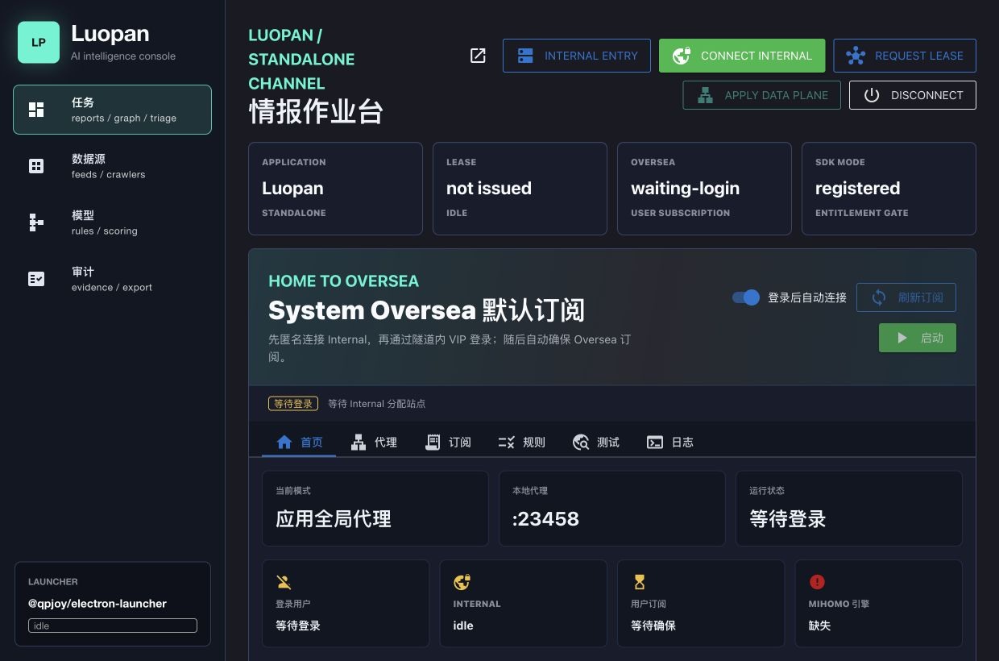 LP
Luopan
AI intelligence console
任务
reports / graph / triage
数据源
feeds / crawlers
模型
rules / scoring
审计
evidence / export
LAUNCHER
@qpjoy/electron-launcher
idle
LUOPAN /
STANDALONE
CHANNEL
情报作业台
INTERNAL ENTRY
CONNECT INTERNAL
REQUEST LEASE
APPLY DATA PLANE
DISCONNECT
APPLICATION
Luopan
STANDALONE
LEASE
not issued
IDLE
OVERSEA
waiting-login
USER SUBSCRIPTION
SDK MODE
registered
ENTITLEMENT GATE
HOME TO OVERSEA
System Oversea 默认订阅
先匿名连接 Internal，再通过隧道内 VIP 登录；随后自动确保 Oversea 订
阅。
登录后自动连接
刷新订阅
启动
等待登录
等待 Internal 分配站点
首页
代理
订阅
规则
测试
日志
当前模式
应用全局代理
本地代理
:23458
运行状态
等待登录
登录用户
等待登录
INTERNAL
idle
用户订阅
等待确保
MIHOMO 引擎
缺失